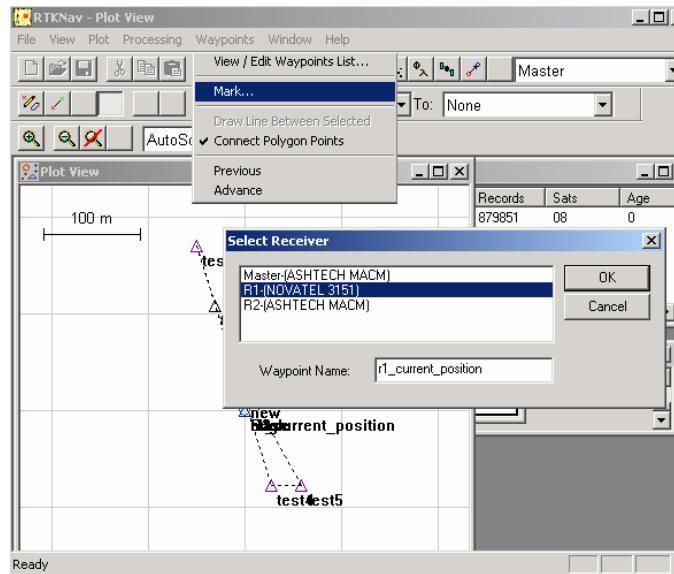 RTKNav - Plot View
File View Plot Processing Waypoints Window Help
View / Edit Waypoints List...
Master
Mark...
To: None
Draw Line Between Selected
Connect Polygon Points
Previous
Advance
Plot View
Records Sats Age
879851 08 0
100 m
Select Receiver
Master-(ASHTECH MACM)
R1-(NOVATEL 3151)
R2-(ASHTECH MACM)
OK
Cancel
Waypoint Name: r1_current_position
new
test4
test5
Ready